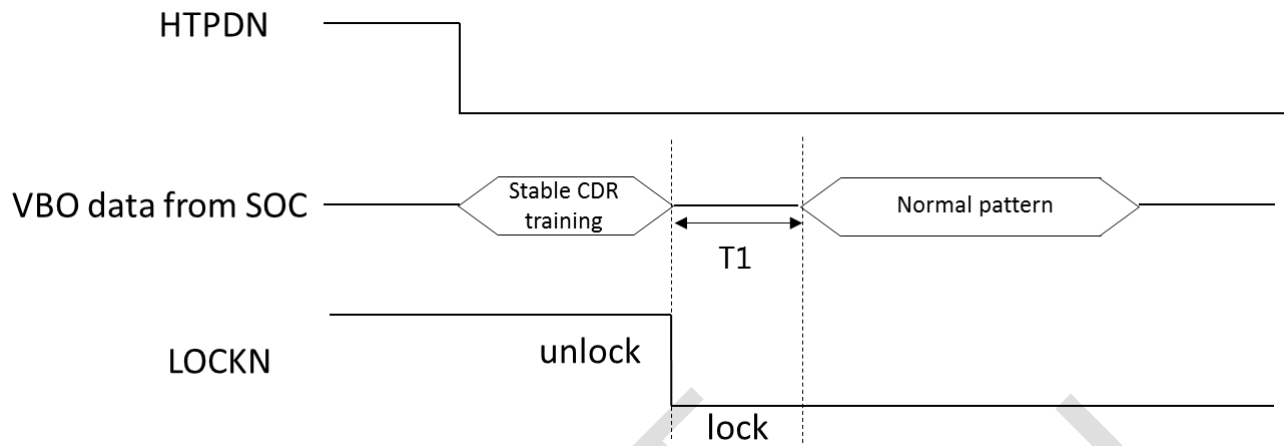 HTPDN
VBO data from SOC
Stable CDR
training
Normal pattern
T1
LOCKN
unlock
lock